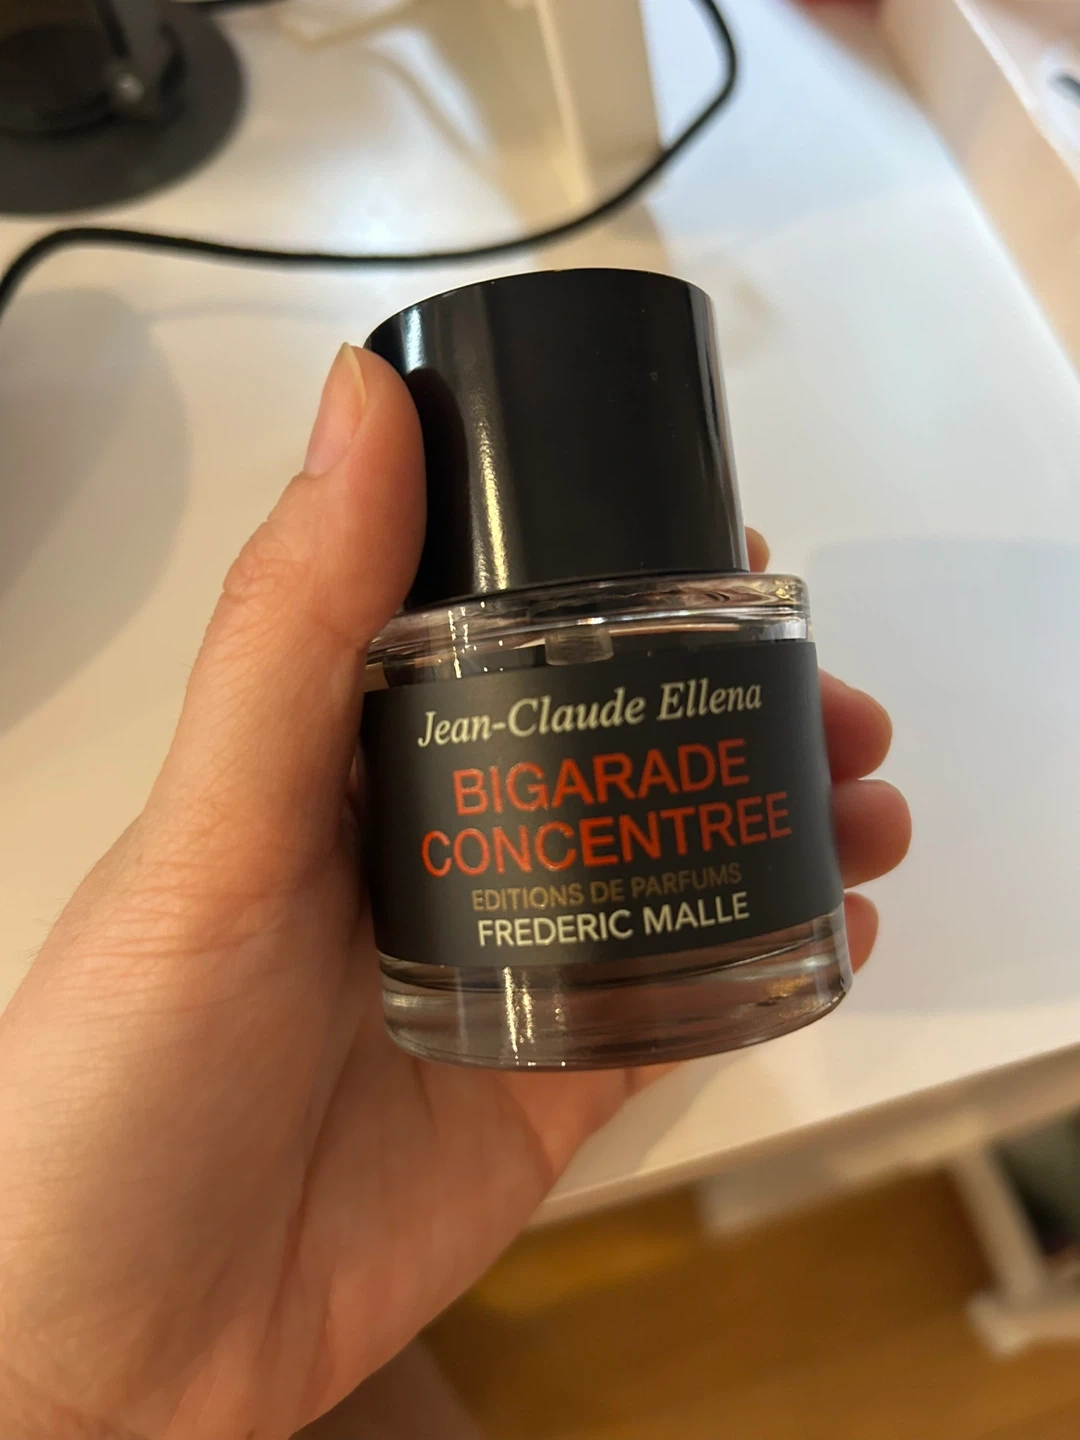 Jean-Claude Ellena
BIGARADE
CONCENTREE
EDITIONS DE PARFUMS
FREDERIC MALLE